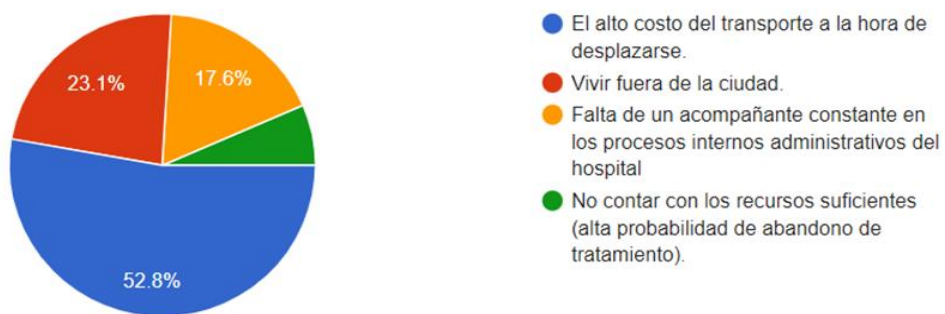 23.1%
17.6%
52.8%
El alto costo del transporte a la hora de
desplazarse.
Vivir fuera de la ciudad.
Falta de un acompañante constante en
los procesos internos administrativos del
hospital
No contar con los recursos suficientes
(alta probabilidad de abandono de
tratamiento).